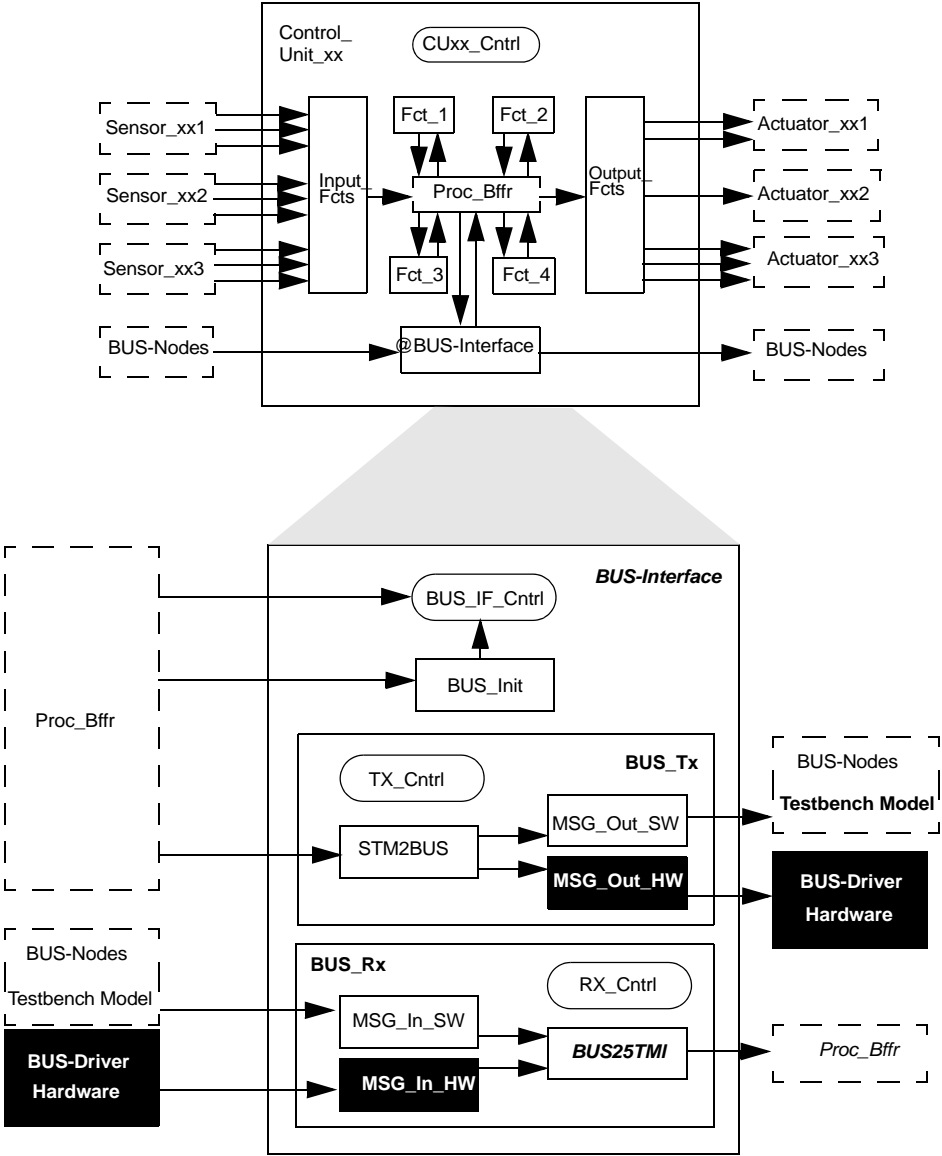 Control_
Unit_xx
CUxx_Cntrl
Sensor_xx1
Fct_1
Fct_2
Actuator_xx1
Sensor_xx2
Input_
Fcts
Proc_Bffr
Output_
Fcts
Actuator_xx2
Sensor_xx3
Fct_3
Fct_4
Actuator_xx3
BUS-Nodes
@BUS-Interface
BUS-Nodes
BUS-Interface
BUS_IF_Cntrl
BUS_Init
Proc_Bffr
BUS_Tx
TX_Cntrl
STM2BUS
MSG_Out_SW
MSG_Out_HW
BUS-Nodes
Testbench Model
BUS-Driver
Hardware
BUS-Nodes
Testbench Model
BUS-Driver
Hardware
BUS_Rx
RX_Cntrl
MSG_In_SW
MSG_In_HW
BUS25TMI
Proc_Bffr